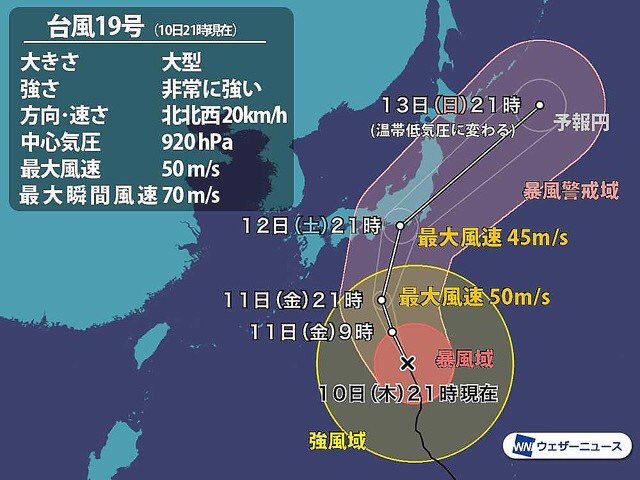 台風19号 （10日21時現在）
大きさ 大型
強さ 非常に強い
方向･速さ 北北西20km/h
中心気圧 920hPa
最大風速 50m/s
最大瞬間風速 70m/s
13日（日）21時
（温帯低気圧に変わる）
予報円
暴風警戒域
12日（土）21時
最大風速 45m/s
11日（金）21時
最大風速 50m/s
11日（金）9時
暴風域
10日（木）21時現在
強風域
WN ウェザーニュース